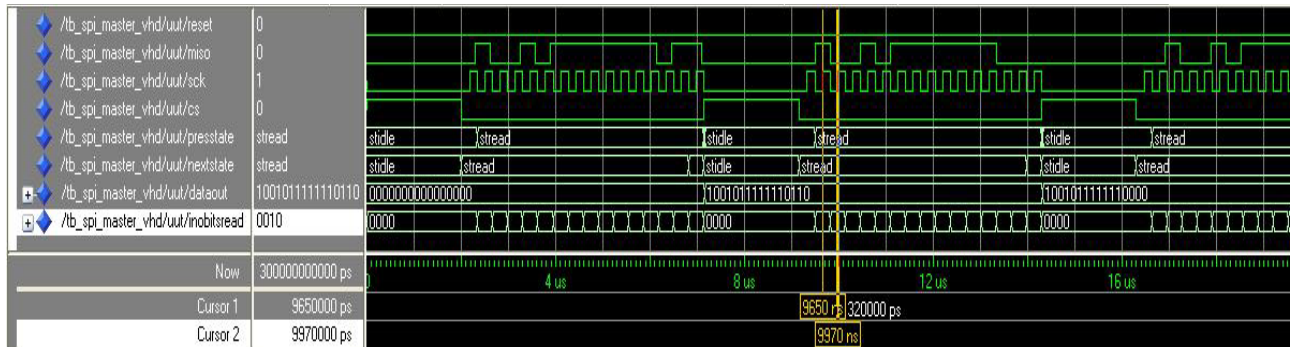 /tb_spi_master_vhd/uut/reset 0
/tb_spi_master_vhd/uut/miso 0
/tb_spi_master_vhd/uut/sck 1
/tb_spi_master_vhd/uut/cs 0
/tb_spi_master_vhd/uut/presstate stread stidle stread stidle stread stidle stread
/tb_spi_master_vhd/uut/nextstate stread stidle stread stidle stread stidle stread
/tb_spi_master_vhd/uut/dataout 1001011111110110 0000000000000000 1001011111110110 1001011111110000
/tb_spi_master_vhd/uut/inobitsread 0010 0000 0000 0000
Now 300000000000 ps 0 4 us 8 us 12 us 16 us
Cursor 1 9650000 ps 9650 ns 320000 ps
Cursor 2 9970000 ps 9970 ns